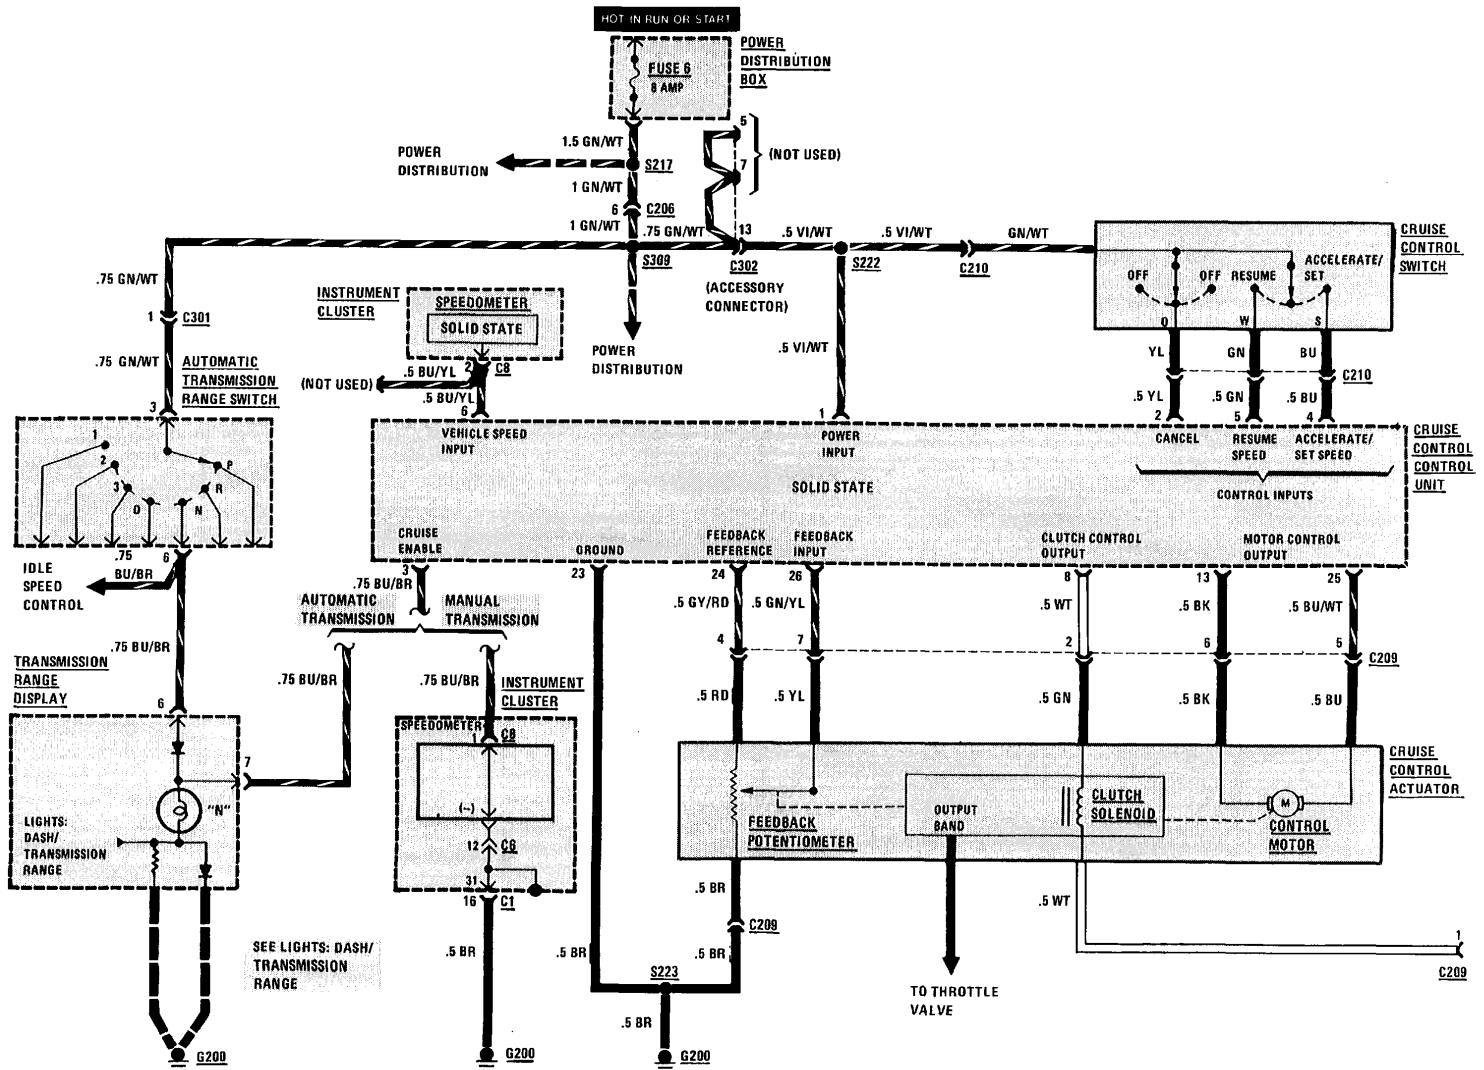 HOT IN RUN OR START
POWER
DISTRIBUTION
BOX
FUSE 6
8 AMP
1.5 GN/WT
5
7
(NOT USED)
POWER
DISTRIBUTION
S217
1 GN/WT
6
C206
1 GN/WT
.75 GN/WT
13
.5 VI/WT
.5 VI/WT
GN/WT
S309
C302
(ACCESSORY
CONNECTOR)
S222
C210
CRUISE
CONTROL
SWITCH
OFF
OFF
RESUME
ACCELERATE/
SET
O
W
S
.75 GN/WT
1
C301
.75 GN/WT
AUTOMATIC
TRANSMISSION
RANGE SWITCH
3
INSTRUMENT
CLUSTER
SPEEDOMETER
SOLID STATE
2
C8
(NOT USED)
.5 BU/YL
.5 BU/YL
6
POWER
DISTRIBUTION
.5 VI/WT
1
YL
GN
BU
C210
.5 YL
.5 GN
.5 BU
2
5
4
1
2
3
D
N
R
P
VEHICLE SPEED
INPUT
POWER
INPUT
CANCEL
RESUME
SPEED
ACCELERATE/
SET SPEED
CONTROL INPUTS
CRUISE
CONTROL
CONTROL
UNIT
SOLID STATE
CRUISE
ENABLE
GROUND
FEEDBACK
REFERENCE
FEEDBACK
INPUT
CLUTCH CONTROL
OUTPUT
MOTOR CONTROL
OUTPUT
IDLE
SPEED
CONTROL
.75
BU/BR
6
3
23
24
26
8
13
25
.75 BU/BR
AUTOMATIC
TRANSMISSION
MANUAL
TRANSMISSION
.5 GY/RD
.5 GN/YL
.5 WT
.5 BK
.5 BU/WT
4
7
2
6
5
C209
.75 BU/BR
TRANSMISSION
RANGE
DISPLAY
6
.75 BU/BR
.75 BU/BR
INSTRUMENT
CLUSTER
.5 RD
.5 YL
.5 GN
.5 BK
.5 BU
SPEEDOMETER
1
C8
(-)
12
C6
31
16
C1
7
"N"
LIGHTS:
DASH/
TRANSMISSION
RANGE
CRUISE
CONTROL
ACTUATOR
FEEDBACK
POTENTIOMETER
OUTPUT
BAND
CLUTCH
SOLENOID
M
CONTROL
MOTOR
.5 BR
C209
.5 BR
.5 WT
1
C209
SEE LIGHTS: DASH/
TRANSMISSION
RANGE
.5 BR
.5 BR
S223
.5 BR
TO THROTTLE
VALVE
G200
G200
G200